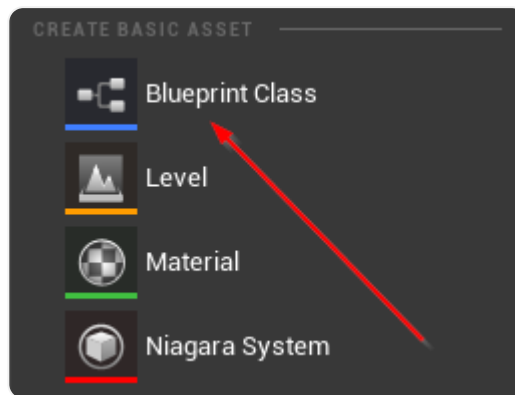 CREATE BASIC ASSET
Blueprint Class
Level
Material
Niagara System